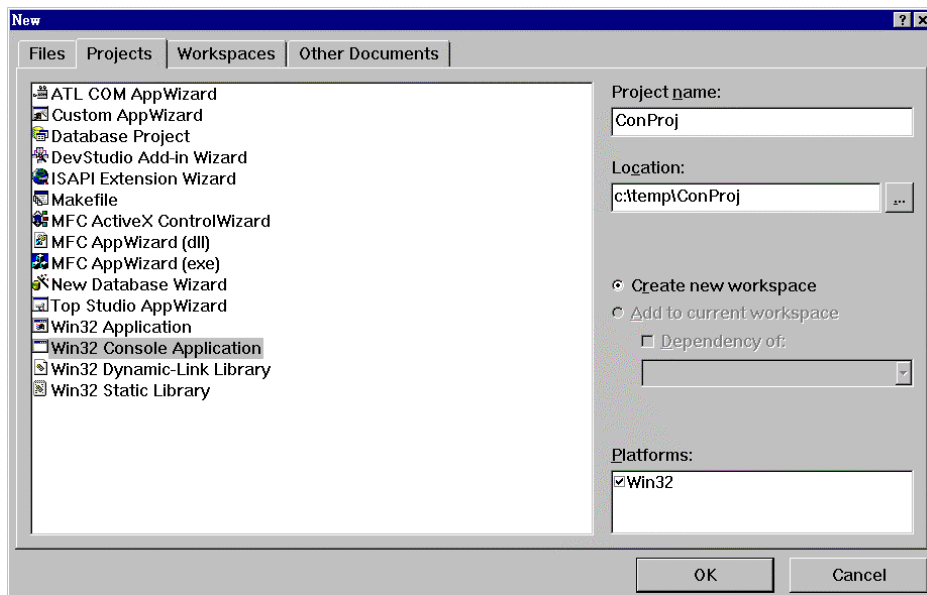 New
Files Projects Workspaces Other Documents
ATL COM AppWizard
Custom AppWizard
Database Project
DevStudio Add-in Wizard
ISAPI Extension Wizard
Makefile
MFC ActiveX ControlWizard
MFC AppWizard (dll)
MFC AppWizard (exe)
New Database Wizard
Top Studio AppWizard
Win32 Application
Win32 Console Application
Win32 Dynamic-Link Library
Win32 Static Library
Project name:
ConProj
Location:
c:\temp\ConProj
...
Create new workspace
Add to current workspace
Dependency of:
Platforms:
Win32
OK Cancel